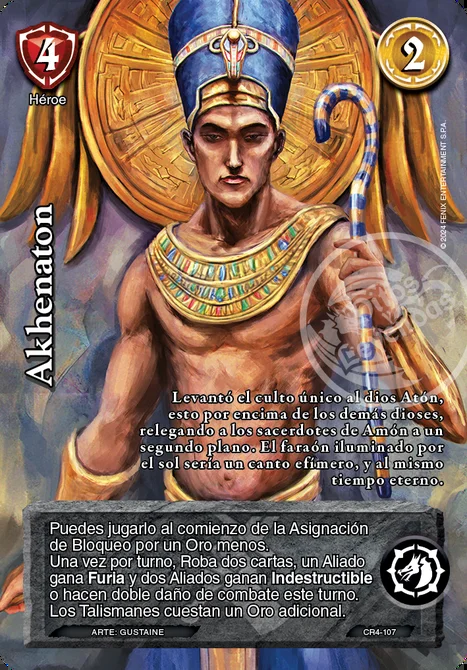 4
2
Héroe
© 2024 FENIX ENTERTAINMENT S.P.A.
Akhenaton
Levantó el culto único al dios Atón,
esto por encima de los demás dioses,
relegando a los sacerdotes de Amón a un
segundo plano. El faraón iluminado por
el sol sería un canto efímero, y al mismo
tiempo eterno.
Puedes jugarlo al comienzo de la Asignación
de Bloqueo por un Oro menos.
Una vez por turno, Roba dos cartas, un Aliado
gana Furia y dos Aliados ganan Indestructible
o hacen doble daño de combate este turno.
Los Talismanes cuestan un Oro adicional.
ARTE: GUSTAINE
CR4-107